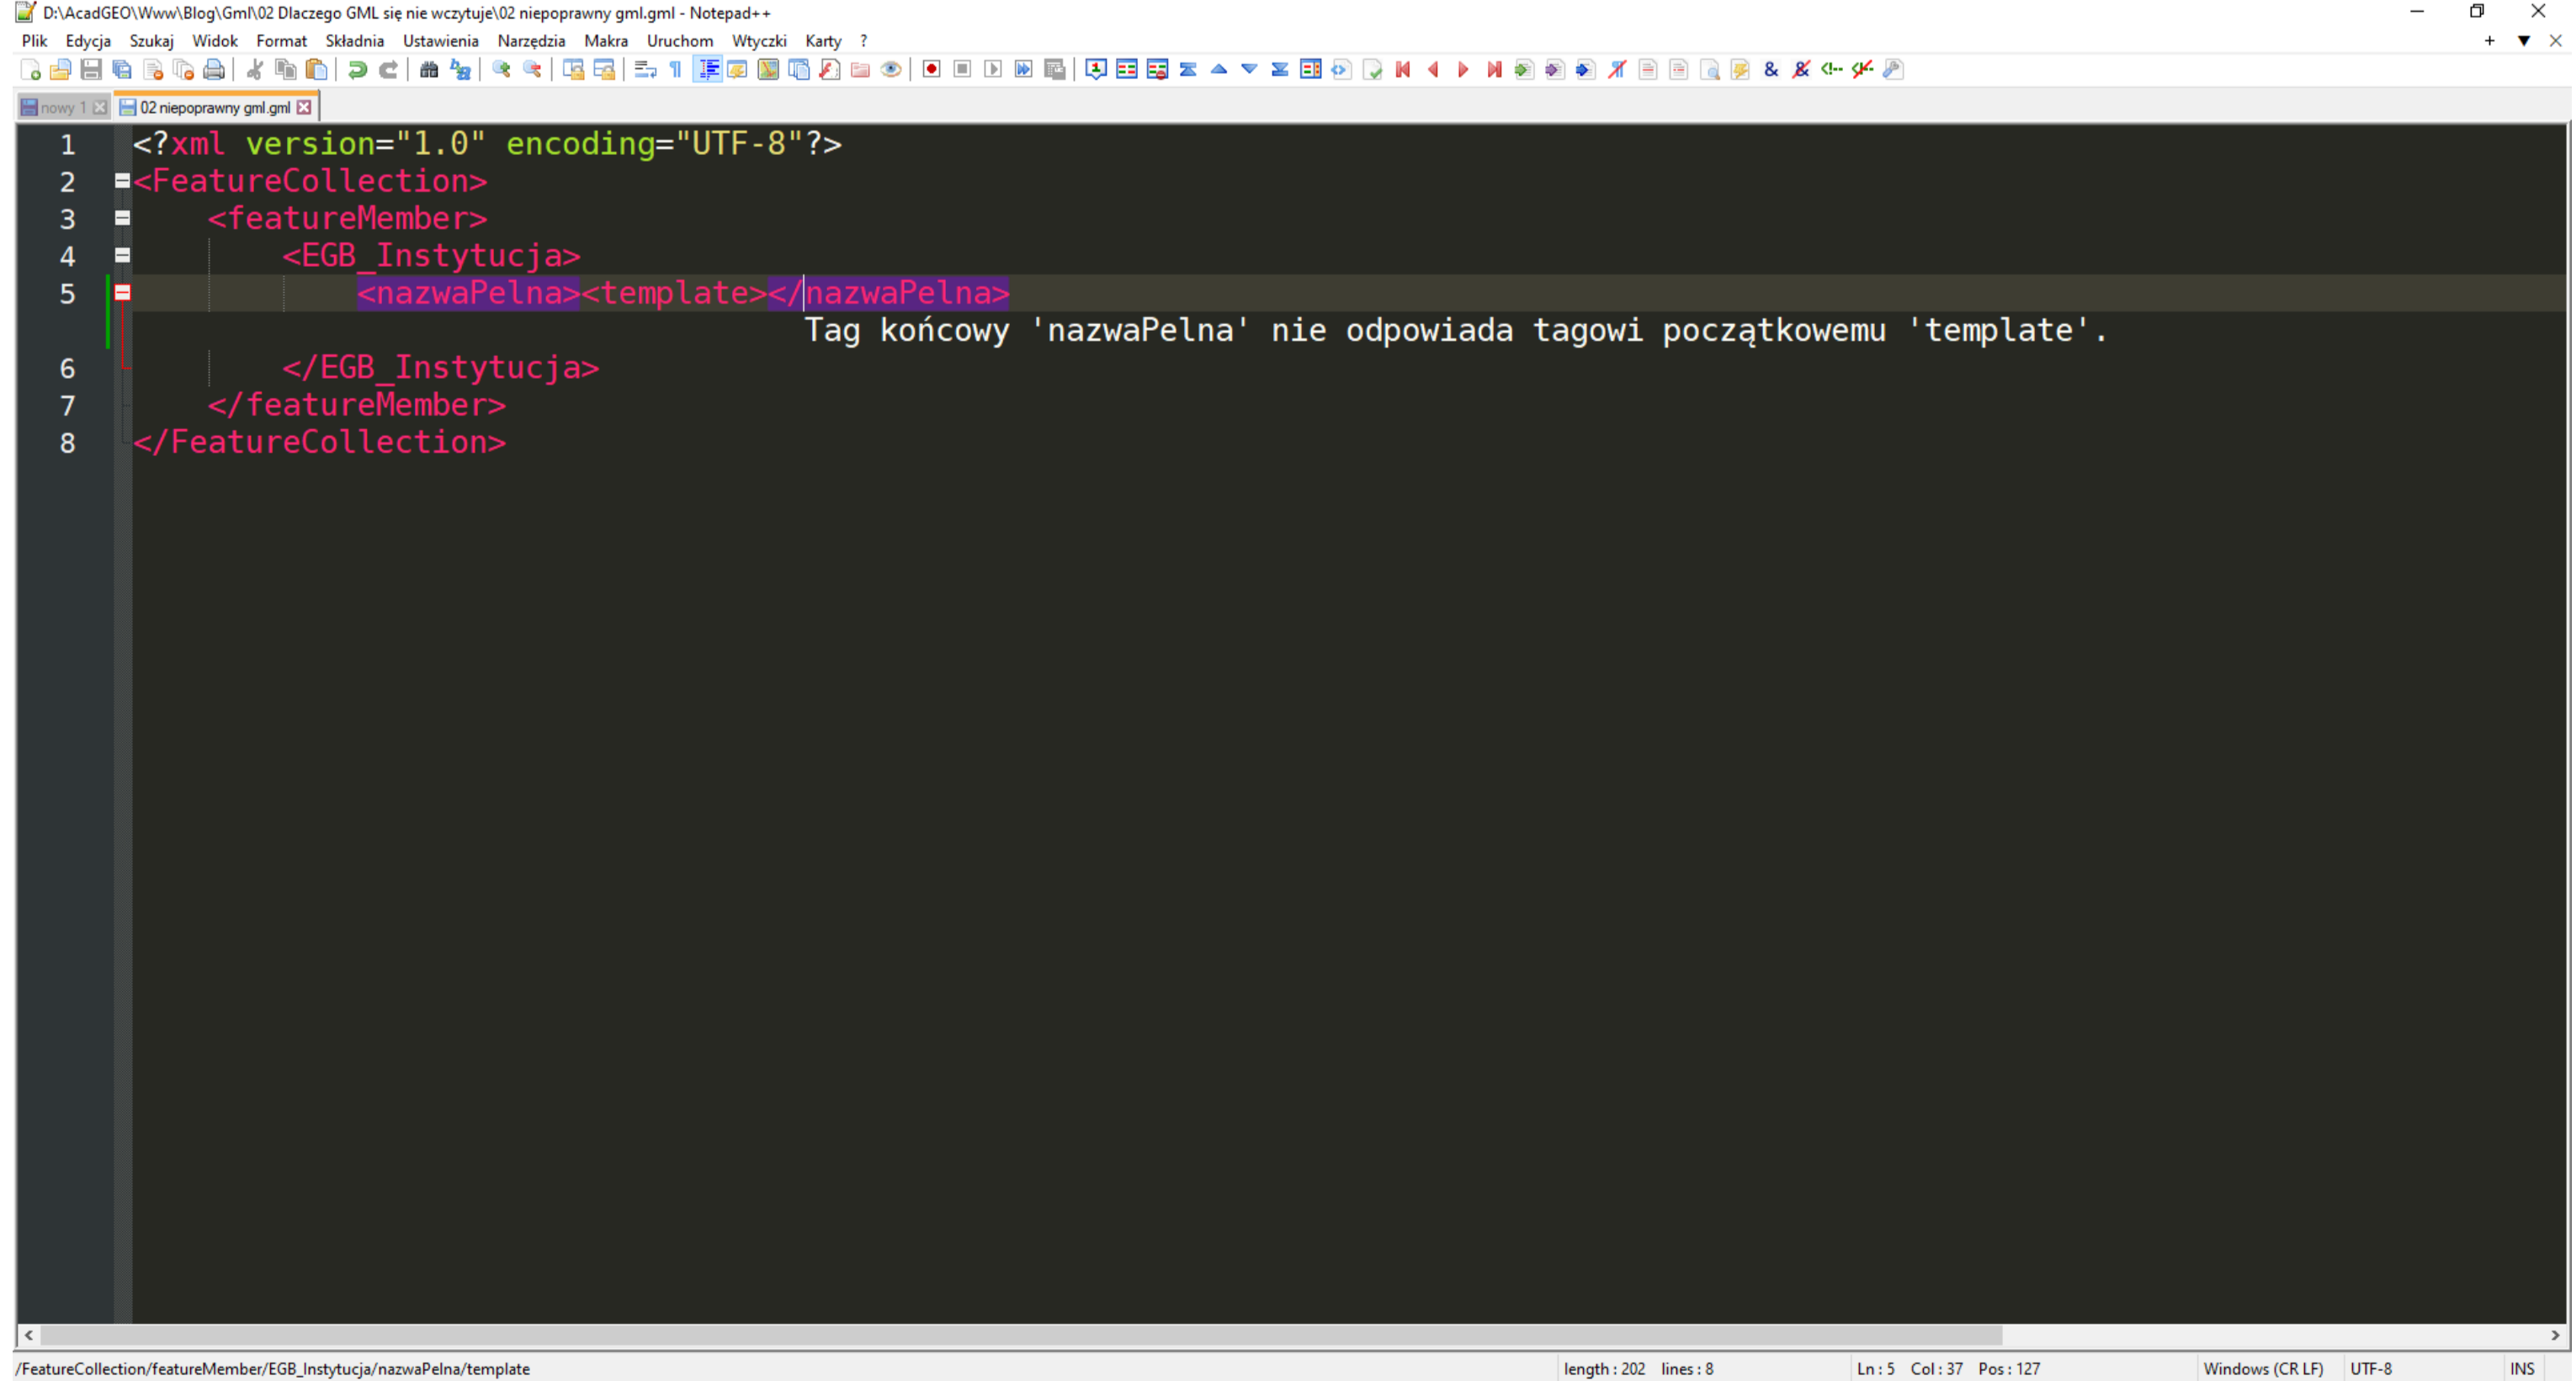 D:\AcadGEO\Www\Blog\Gml\02 Dlaczego GML się nie wczytuje\02 niepoprawny gml.gml - Notepad++
Plik Edycja Szukaj Widok Format Składnia Ustawienia Narzędzia Makra Uruchom Wtyczki Karty ?
nowy 1 02 niepoprawny gml.gml
1 <?xml version="1.0" encoding="UTF-8"?>
2 <FeatureCollection>
3 <featureMember>
4 <EGB_Instytucja>
5 <nazwaPelna><template></nazwaPelna>
Tag końcowy 'nazwaPelna' nie odpowiada tagowi początkowemu 'template'.
6 </EGB_Instytucja>
7 </featureMember>
8 </FeatureCollection>
/FeatureCollection/featureMember/EGB_Instytucja/nazwaPelna/template length : 202 lines : 8 Ln : 5 Col : 37 Pos : 127 Windows (CR LF) UTF-8 INS